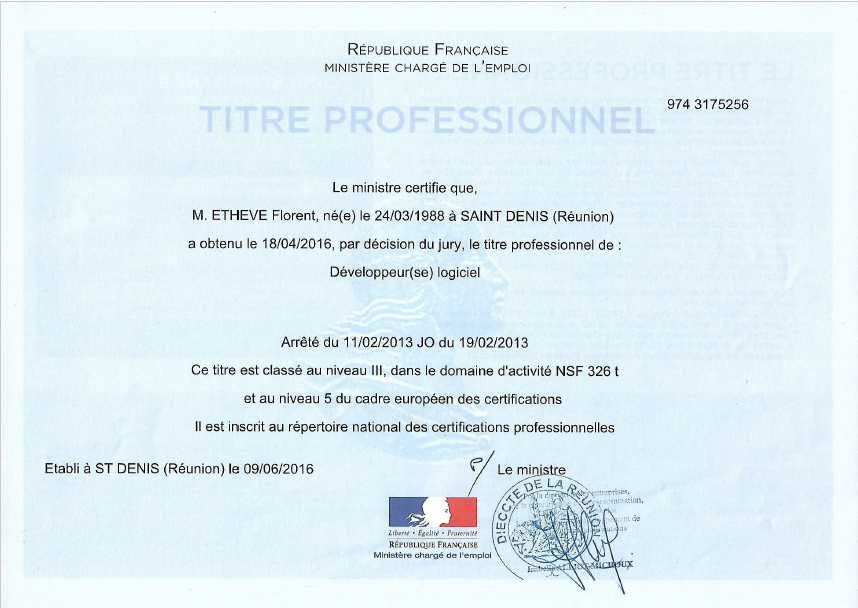 RÉPUBLIQUE FRANÇAISE
MINISTÈRE CHARGÉ DE L'EMPLOI
974 3175256
TITRE PROFESSIONNEL
Le ministre certifie que,
M. ETHEVE Florent, né(e) le 24/03/1988 à SAINT DENIS (Réunion)
a obtenu le 18/04/2016, par décision du jury, le titre professionnel de :
Développeur(se) logiciel
Arrêté du 11/02/2013 JO du 19/02/2013
Ce titre est classé au niveau III, dans le domaine d'activité NSF 326 t
et au niveau 5 du cadre européen des certifications
Il est inscrit au répertoire national des certifications professionnelles
Etabli à ST DENIS (Réunion) le 09/06/2016
P/ Le ministre
DIECCTE DE LA REUNION
Liberté • Égalité • Fraternité
RÉPUBLIQUE FRANÇAISE
Ministère chargé de l'emploi